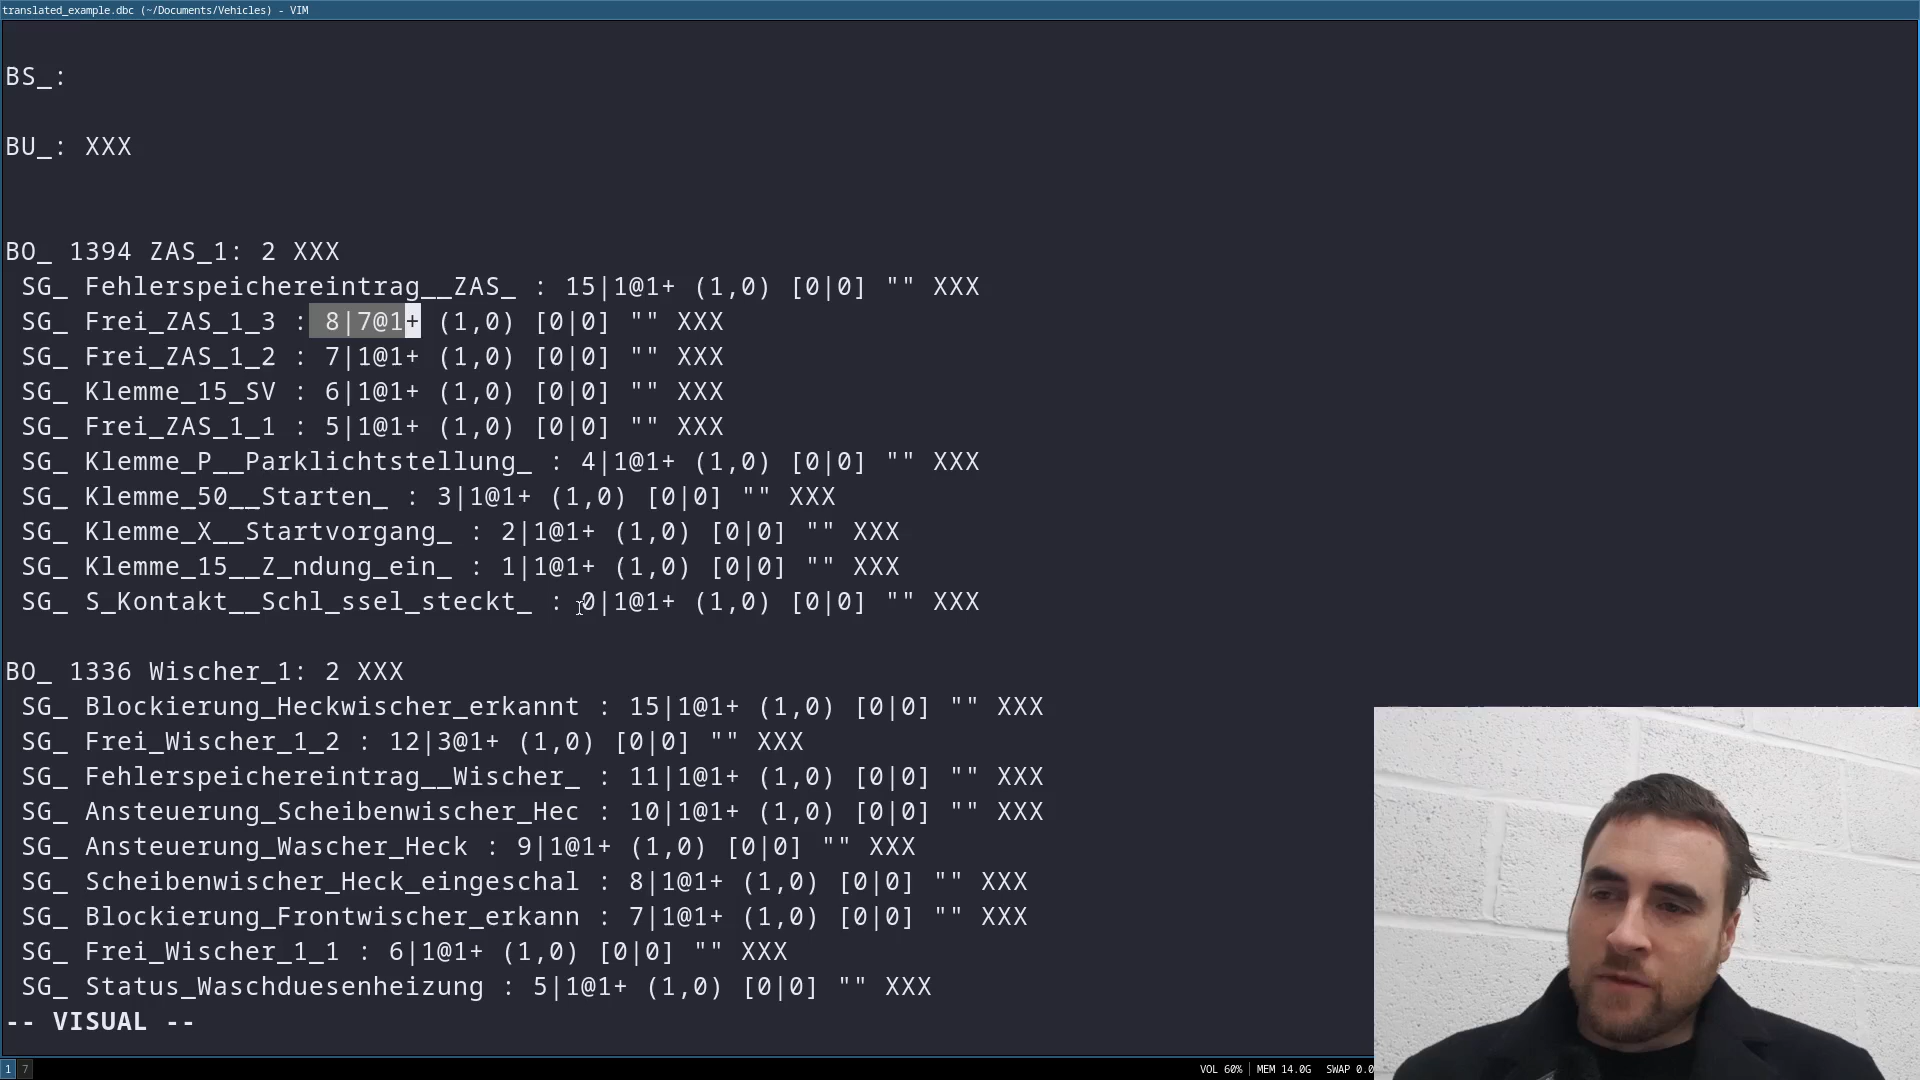 translated_example.dbc (~/Documents/Vehicles) - VIM
BS_:
BU_: XXX
BO_ 1394 ZAS_1: 2 XXX
SG_ Fehlerspeichereintrag__ZAS_ : 15|1@1+ (1,0) [0|0] "" XXX
SG_ Frei_ZAS_1_3 : 8|7@1+ (1,0) [0|0] "" XXX
SG_ Frei_ZAS_1_2 : 7|1@1+ (1,0) [0|0] "" XXX
SG_ Klemme_15_SV : 6|1@1+ (1,0) [0|0] "" XXX
SG_ Frei_ZAS_1_1 : 5|1@1+ (1,0) [0|0] "" XXX
SG_ Klemme_P__Parklichtstellung_ : 4|1@1+ (1,0) [0|0] "" XXX
SG_ Klemme_50__Starten_ : 3|1@1+ (1,0) [0|0] "" XXX
SG_ Klemme_X__Startvorgang_ : 2|1@1+ (1,0) [0|0] "" XXX
SG_ Klemme_15__Z_ndung_ein_ : 1|1@1+ (1,0) [0|0] "" XXX
SG_ S_Kontakt__Schl_ssel_steckt_ : 0|1@1+ (1,0) [0|0] "" XXX
BO_ 1336 Wischer_1: 2 XXX
SG_ Blockierung_Heckwischer_erkannt : 15|1@1+ (1,0) [0|0] "" XXX
SG_ Frei_Wischer_1_2 : 12|3@1+ (1,0) [0|0] "" XXX
SG_ Fehlerspeichereintrag__Wischer_ : 11|1@1+ (1,0) [0|0] "" XXX
SG_ Ansteuerung_Scheibenwischer_Hec : 10|1@1+ (1,0) [0|0] "" XXX
SG_ Ansteuerung_Wascher_Heck : 9|1@1+ (1,0) [0|0] "" XXX
SG_ Scheibenwischer_Heck_eingeschal : 8|1@1+ (1,0) [0|0] "" XXX
SG_ Blockierung_Frontwischer_erkann : 7|1@1+ (1,0) [0|0] "" XXX
SG_ Frei_Wischer_1_1 : 6|1@1+ (1,0) [0|0] "" XXX
SG_ Status_Waschduesenheizung : 5|1@1+ (1,0) [0|0] "" XXX
-- VISUAL --
1 7 VOL 60% | MEM 14.0G SWAP 0.0